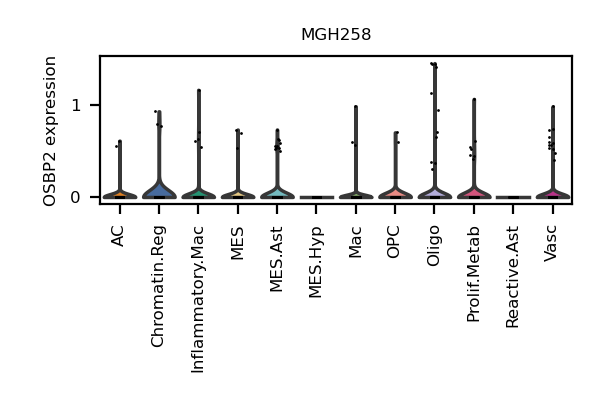 MGH258
OSBP2 expression
1
0
AC
Chromatin.Reg
Inflammatory.Mac
MES
MES.Ast
MES.Hyp
Mac
OPC
Oligo
Prolif.Metab
Reactive.Ast
Vasc